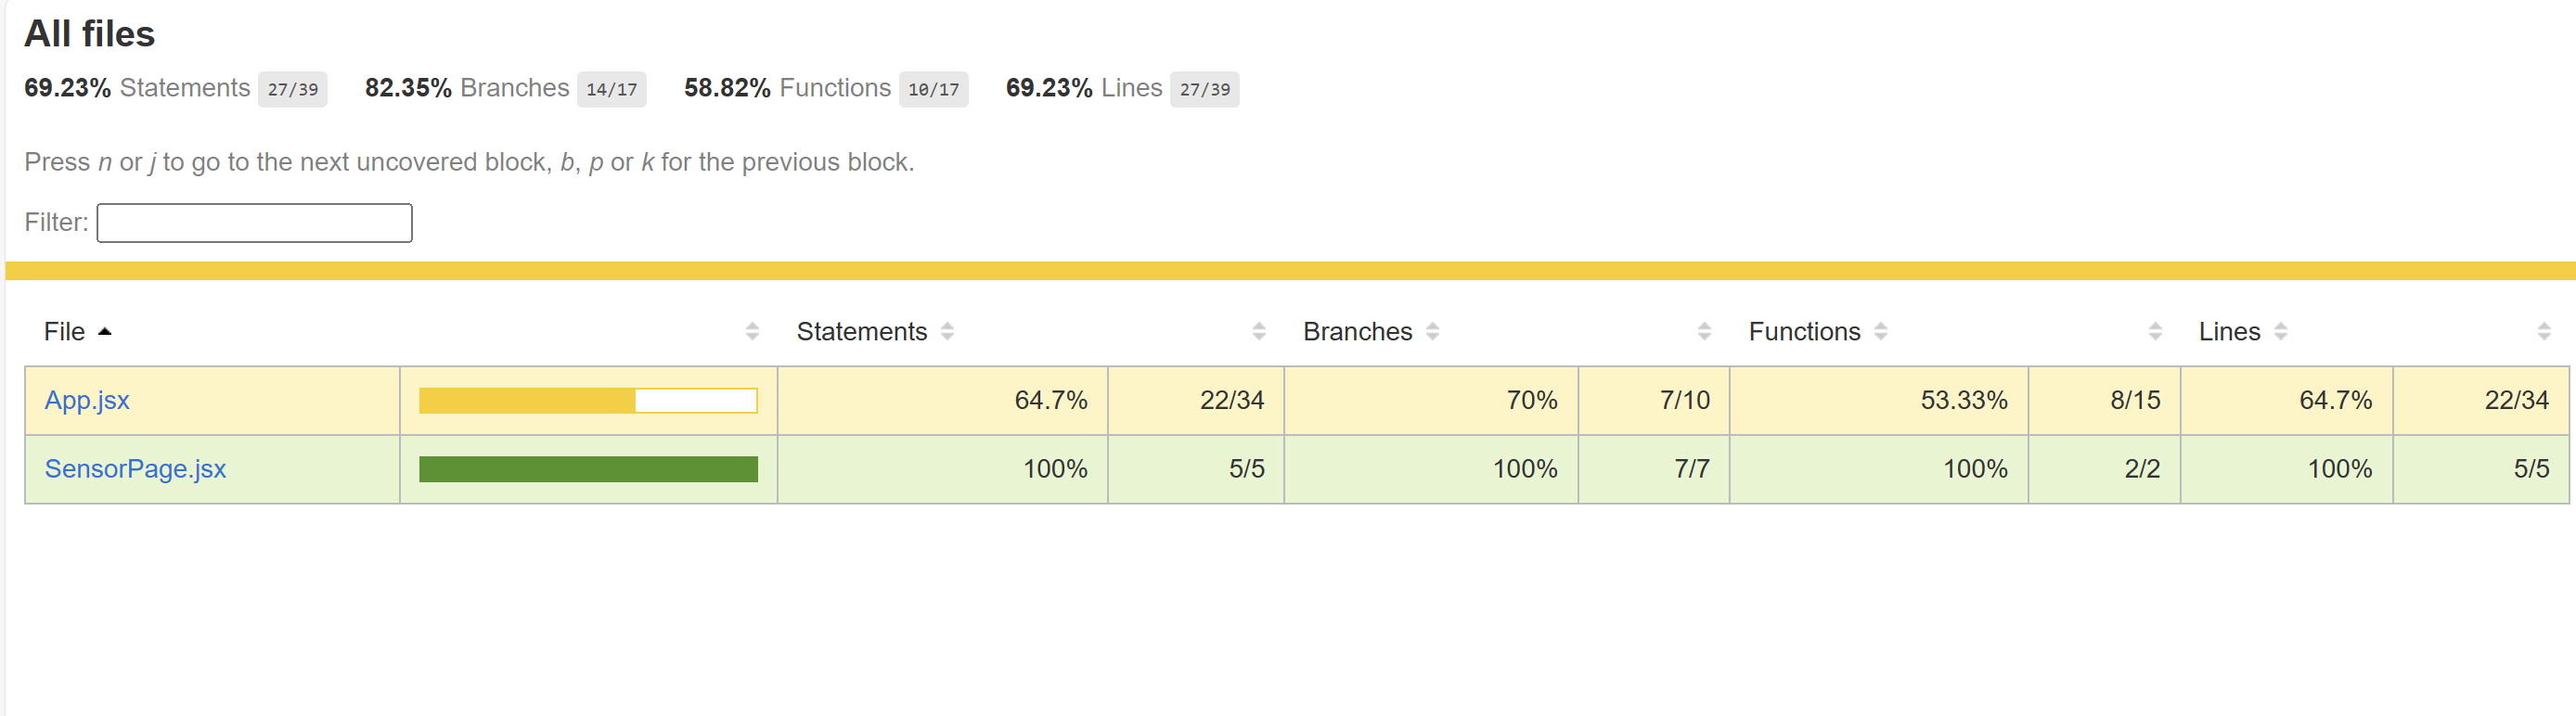 All files
69.23% Statements 27/39 82.35% Branches 14/17 58.82% Functions 10/17 69.23% Lines 27/39
Press n or j to go to the next uncovered block, b, p or k for the previous block.
Filter:
File Statements Branches Functions Lines
App.jsx 64.7% 22/34 70% 7/10 53.33% 8/15 64.7% 22/34
SensorPage.jsx 100% 5/5 100% 7/7 100% 2/2 100% 5/5